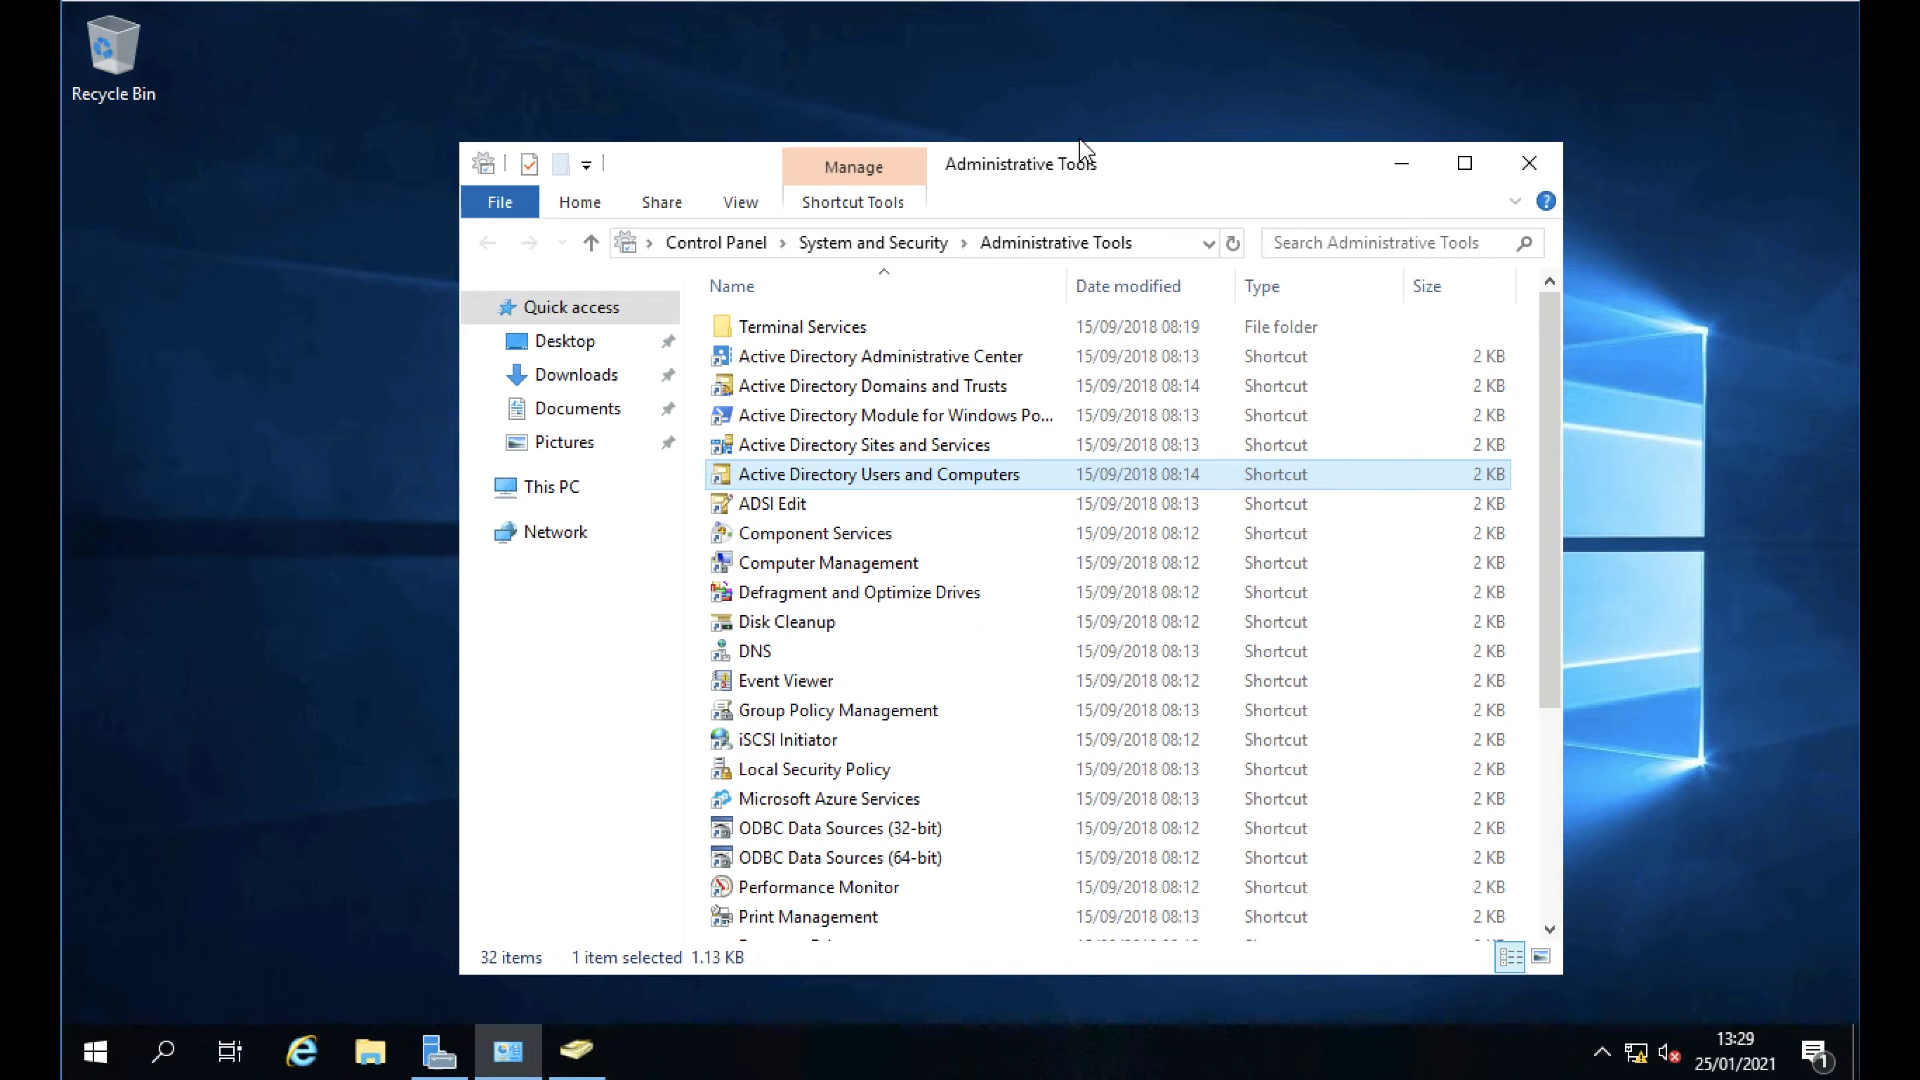 Recycle Bin
Manage
Administrative Tools
File
Home
Share
View
Shortcut Tools
Control Panel
System and Security
Administrative Tools
Search Administrative Tools
Name
Date modified
Type
Size
Quick access
Desktop
Downloads
Documents
Pictures
This PC
Network
Terminal Services 15/09/2018 08:19 File folder
Active Directory Administrative Center 15/09/2018 08:13 Shortcut 2 KB
Active Directory Domains and Trusts 15/09/2018 08:14 Shortcut 2 KB
Active Directory Module for Windows Po... 15/09/2018 08:13 Shortcut 2 KB
Active Directory Sites and Services 15/09/2018 08:13 Shortcut 2 KB
Active Directory Users and Computers 15/09/2018 08:14 Shortcut 2 KB
ADSI Edit 15/09/2018 08:13 Shortcut 2 KB
Component Services 15/09/2018 08:12 Shortcut 2 KB
Computer Management 15/09/2018 08:12 Shortcut 2 KB
Defragment and Optimize Drives 15/09/2018 08:12 Shortcut 2 KB
Disk Cleanup 15/09/2018 08:12 Shortcut 2 KB
DNS 15/09/2018 08:13 Shortcut 2 KB
Event Viewer 15/09/2018 08:12 Shortcut 2 KB
Group Policy Management 15/09/2018 08:13 Shortcut 2 KB
iSCSI Initiator 15/09/2018 08:12 Shortcut 2 KB
Local Security Policy 15/09/2018 08:13 Shortcut 2 KB
Microsoft Azure Services 15/09/2018 08:13 Shortcut 2 KB
ODBC Data Sources (32-bit) 15/09/2018 08:12 Shortcut 2 KB
ODBC Data Sources (64-bit) 15/09/2018 08:12 Shortcut 2 KB
Performance Monitor 15/09/2018 08:12 Shortcut 2 KB
Print Management 15/09/2018 08:13 Shortcut 2 KB
32 items 1 item selected 1.13 KB
13:29
25/01/2021
1